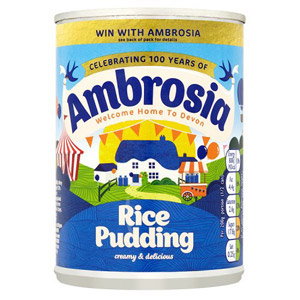 WIN WITH AMBROSIA
see back of pack for details
CELEBRATING 100 YEARS OF
Ambrosia
Welcome Home To Devon
Rice
Pudding
creamy & delicious